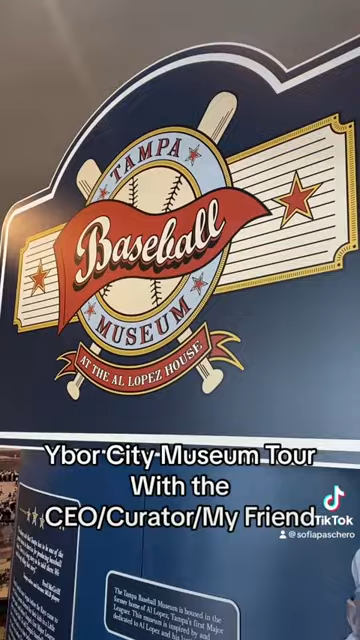 TAMPA
Baseball
MUSEUM
AT THE AL LOPEZ HOUSE
Ybor City Museum Tour
With the
CEO/Curator/My Friend
TikTok
@sofiapaschero
The Tampa Baseball Museum is housed in the
former home of Al Lopez, Tampa's first Major
League
This museum is inspired by and
dedicated to Al Lopez and his